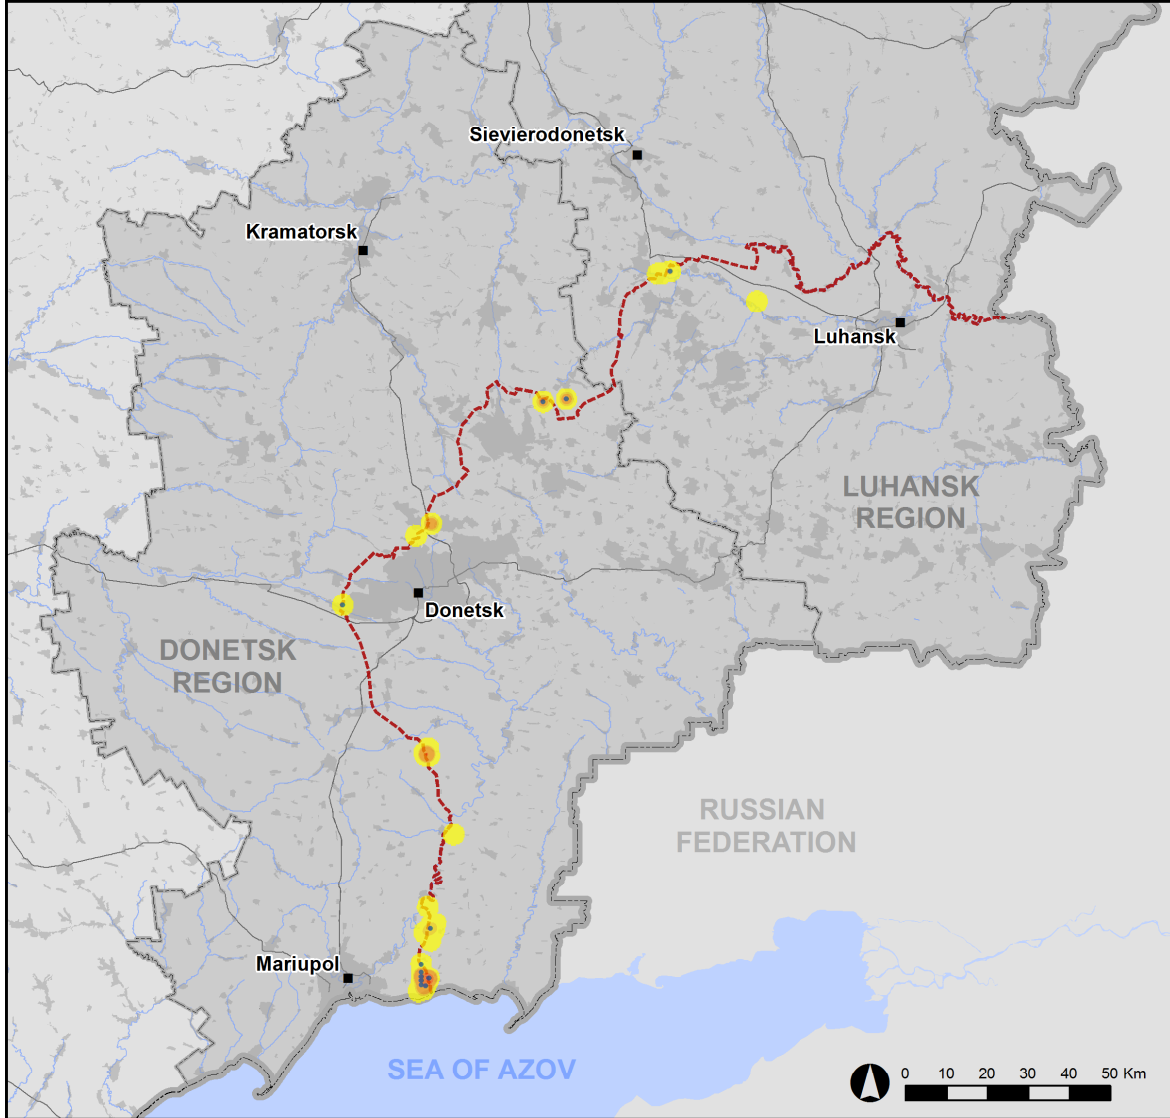 Sievierodonetsk
Kramatorsk
Luhansk
LUHANSK
REGION
Donetsk
DONETSK
REGION
RUSSIAN
FEDERATION
Mariupol
SEA OF AZOV
0 10 20 30 40 50 Km